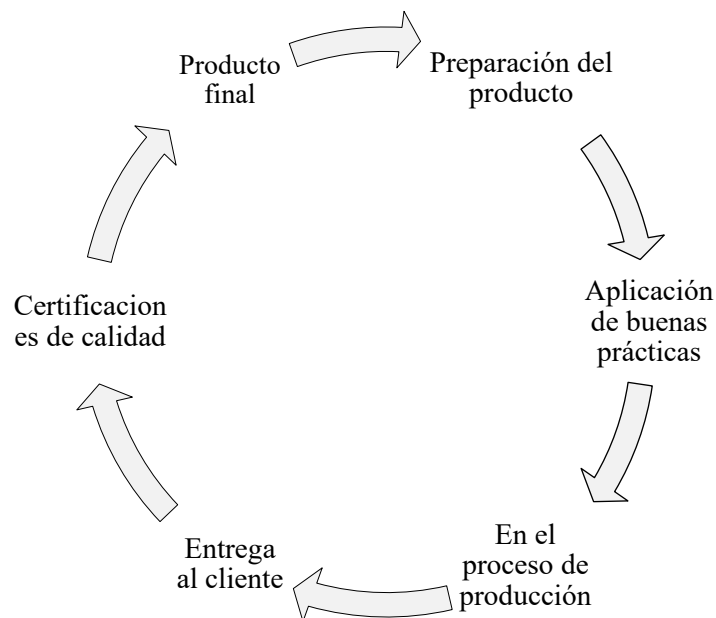 Producto
final
Preparación del
producto
Aplicación
de buenas
prácticas
En el
proceso de
producción
Entrega
al cliente
Certificacion
es de calidad